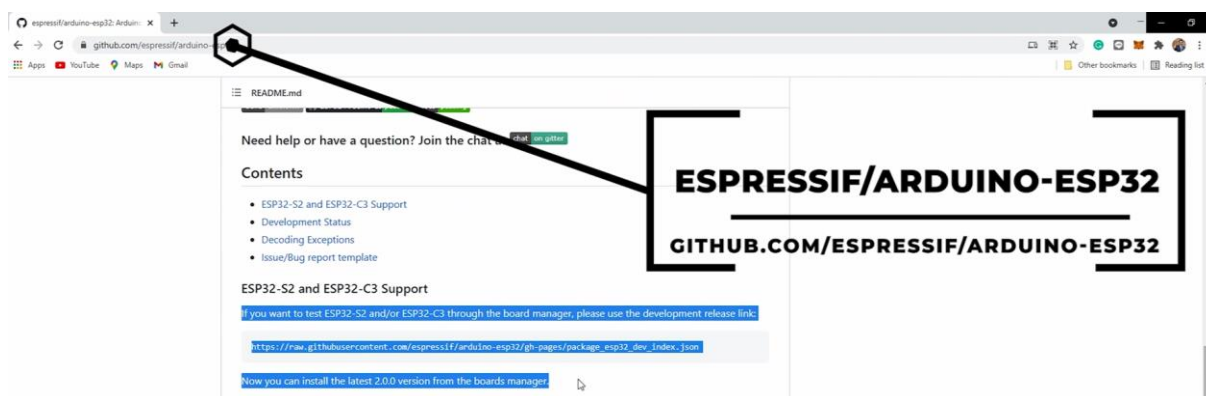 espressif/arduino-esp32: Arduin
github.com/espressif/arduino-esp
Apps YouTube Maps Gmail Other bookmarks Reading list
README.md
Need help or have a question? Join the chat
chat on gitter
Contents
ESP32-S2 and ESP32-C3 Support
Development Status
Decoding Exceptions
Issue/Bug report template
ESP32-S2 and ESP32-C3 Support
If you want to test ESP32-S2 and/or ESP32-C3 through the board manager, please use the development release link:
https://raw.githubusercontent.com/espressif/arduino-esp32/gh-pages/package_esp32_dev_index.json
Now you can install the latest 2.0.0 version from the boards manager.
ESPRESSIF/ARDUINO-ESP32
GITHUB.COM/ESPRESSIF/ARDUINO-ESP32